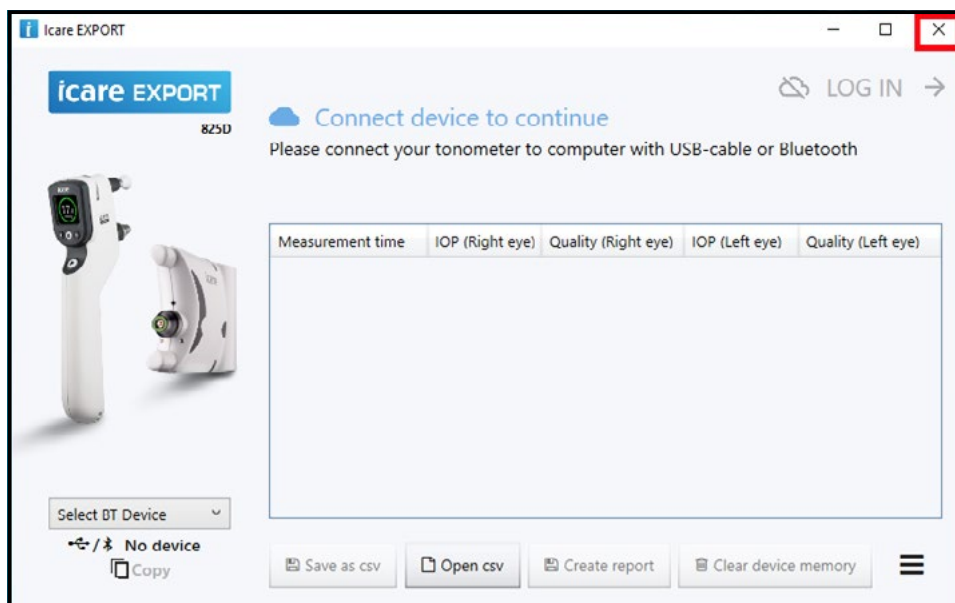 Icare EXPORT
icare EXPORT
825D
LOG IN
Connect device to continue
Please connect your tonometer to computer with USB-cable or Bluetooth
Measurement time IOP (Right eye) Quality (Right eye) IOP (Left eye) Quality (Left eye)
Select BT Device
/ No device
Copy
Save as csv Open csv Create report Clear device memory